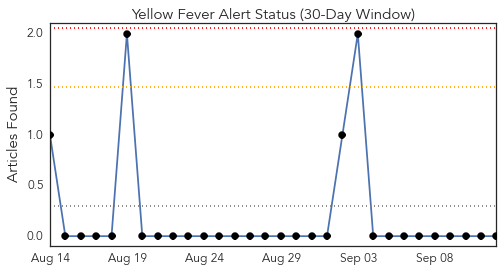 Yellow Fever Alert Status (30-Day Window)
Articles Found
2.0
1.5
1.0
0.5
0.0
Aug 14 Aug 19 Aug 24 Aug 29 Sep 03 Sep 08